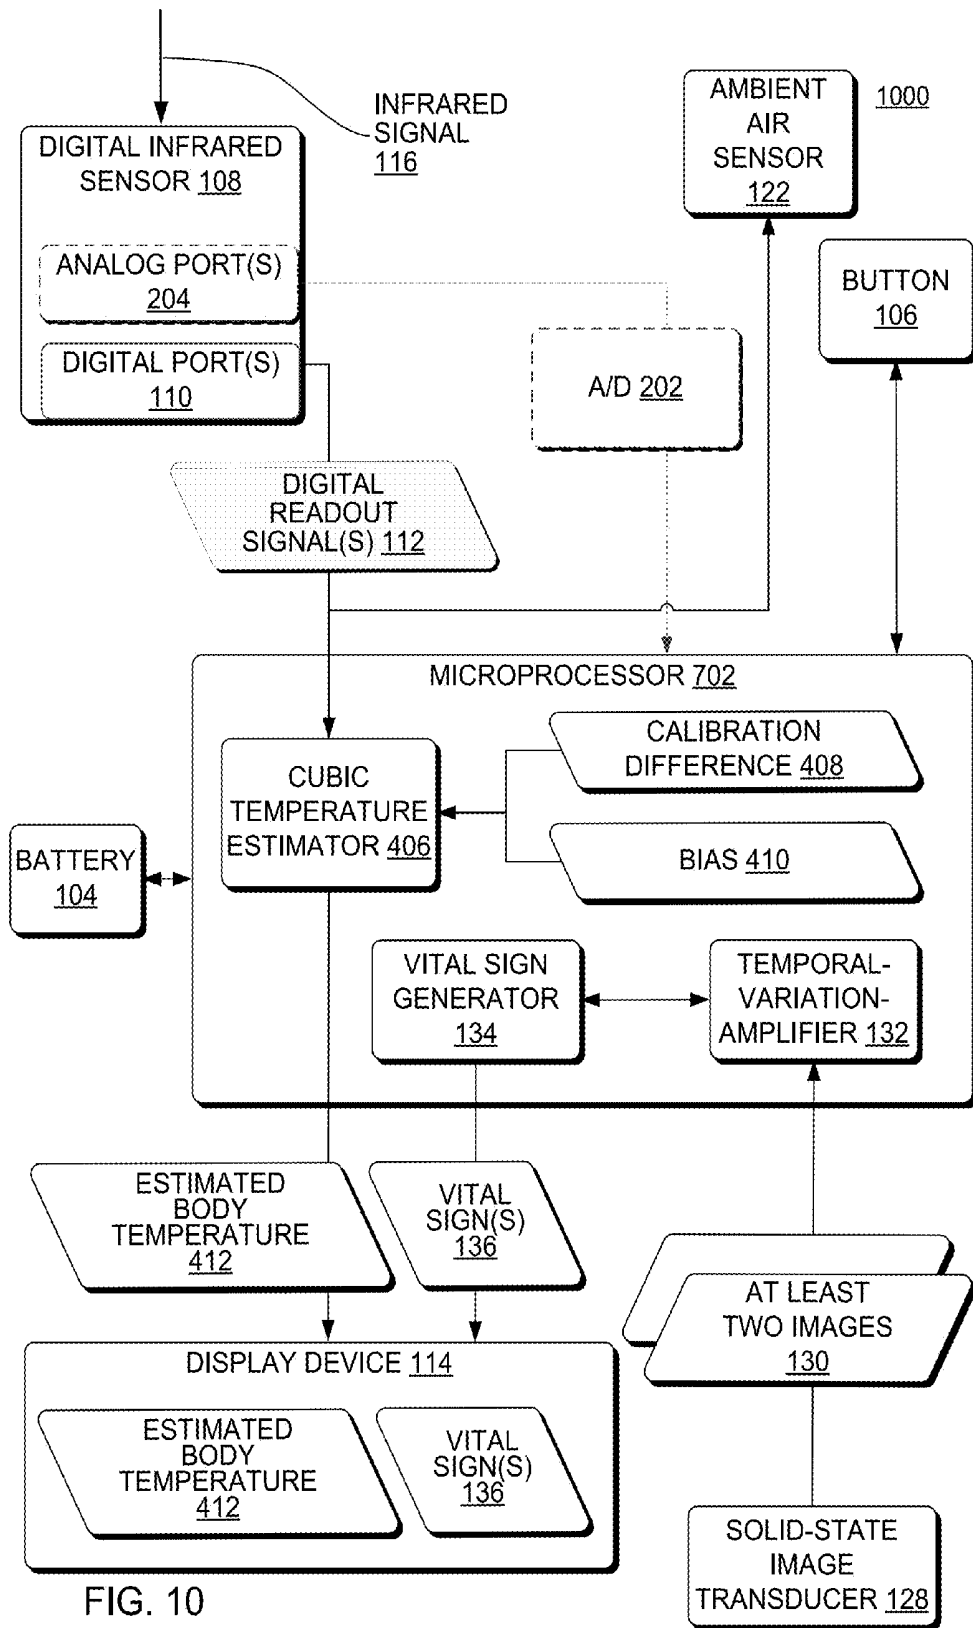 INFRARED
SIGNAL
116
AMBIENT
AIR
SENSOR
122
1000
DIGITAL INFRARED
SENSOR 108
ANALOG PORT(S)
204
DIGITAL PORT(S)
110
BUTTON
106
A/D 202
DIGITAL
READOUT
SIGNAL(S) 112
MICROPROCESSOR 702
CUBIC
TEMPERATURE
ESTIMATOR 406
CALIBRATION
DIFFERENCE 408
BIAS 410
BATTERY
104
VITAL SIGN
GENERATOR
134
TEMPORAL-
VARIATION-
AMPLIFIER 132
ESTIMATED
BODY
TEMPERATURE
412
VITAL
SIGN(S)
136
AT LEAST
TWO IMAGES
130
DISPLAY DEVICE 114
ESTIMATED
BODY
TEMPERATURE
412
VITAL
SIGN(S)
136
SOLID-STATE
IMAGE
TRANSDUCER 128
FIG. 10